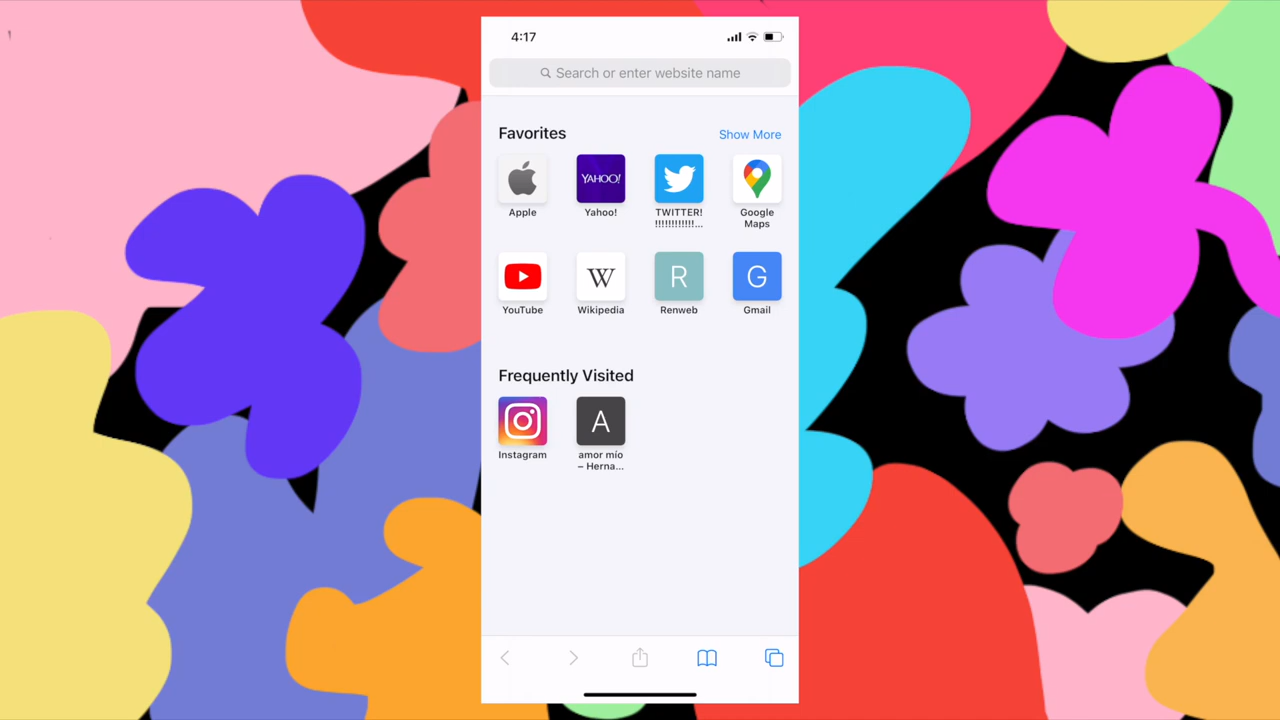 4:17
Search or enter website name
Favorites
Show More
YAHOO!
Apple
Yahoo!
TWITTER!
!!!!!!!!!!!!...
Google
Maps
W
R
G
YouTube
Wikipedia
Renweb
Gmail
Frequently Visited
A
Instagram
amor mío
– Herna...